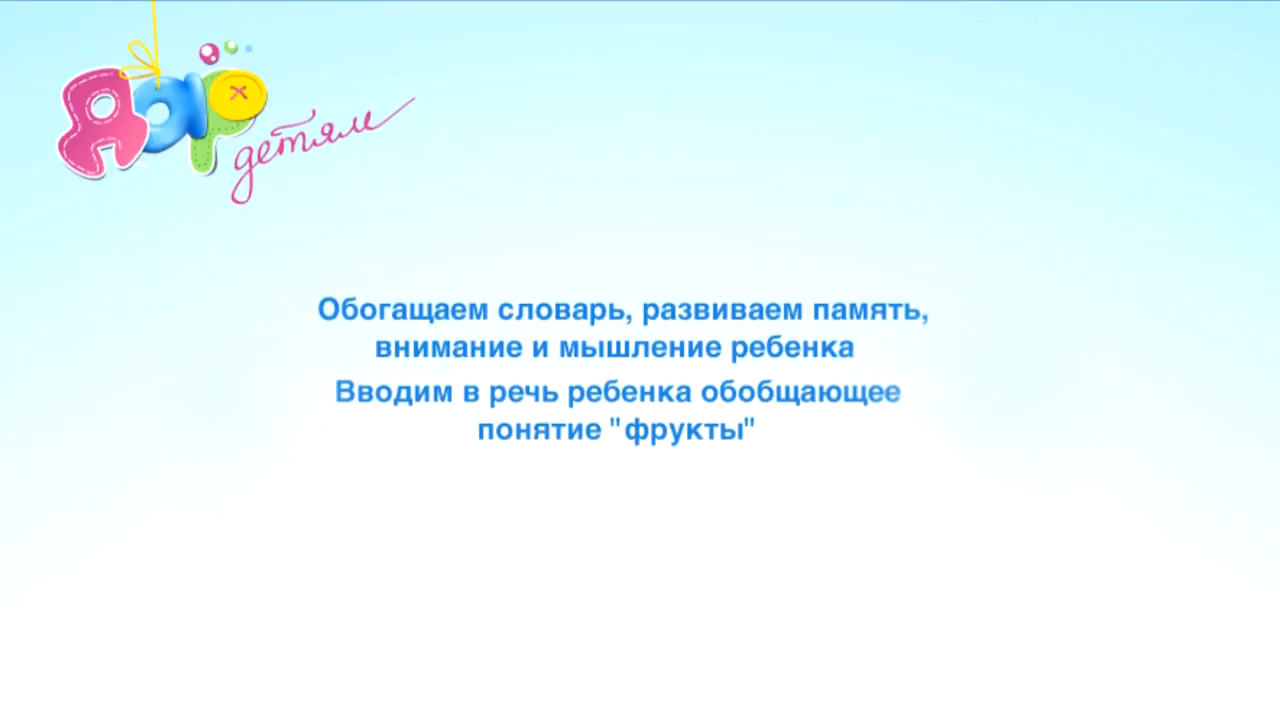 ДАР
детям
Обогащаем словарь, развиваем память,
внимание и мышление ребенка
Вводим в речь ребенка обобщающее
понятие "фрукты"